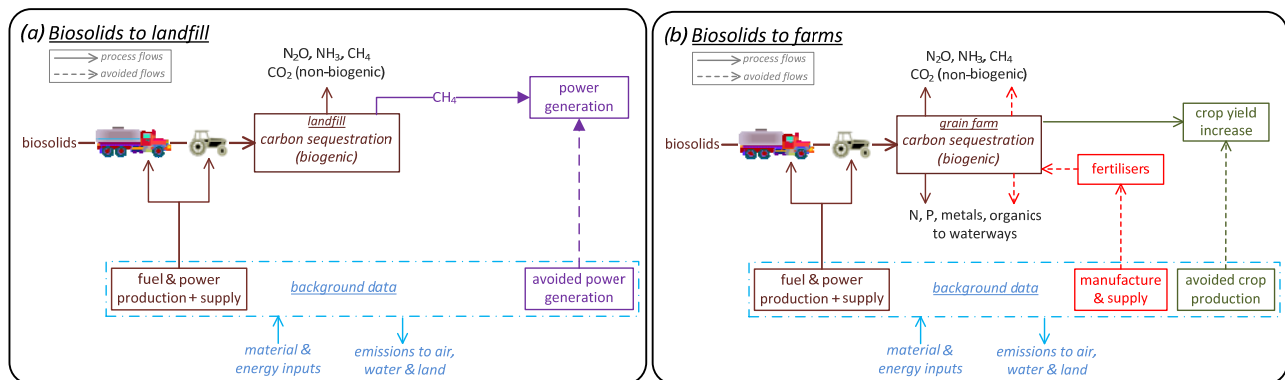 (a) Biosolids to landfill
process flows
avoided flows
N₂O, NH₃, CH₄
CO₂ (non-biogenic)
biosolids
landfill
carbon sequestration
(biogenic)
CH₄
power
generation
fuel & power
production + supply
background data
avoided power
generation
material &
energy inputs
emissions to air,
water & land
(b) Biosolids to farms
process flows
avoided flows
N₂O, NH₃, CH₄
CO₂ (non-biogenic)
biosolids
grain farm
carbon sequestration
(biogenic)
crop yield
increase
fertilisers
N, P, metals, organics
to waterways
fuel & power
production + supply
background data
manufacture
& supply
avoided crop
production
material &
energy inputs
emissions to air,
water & land